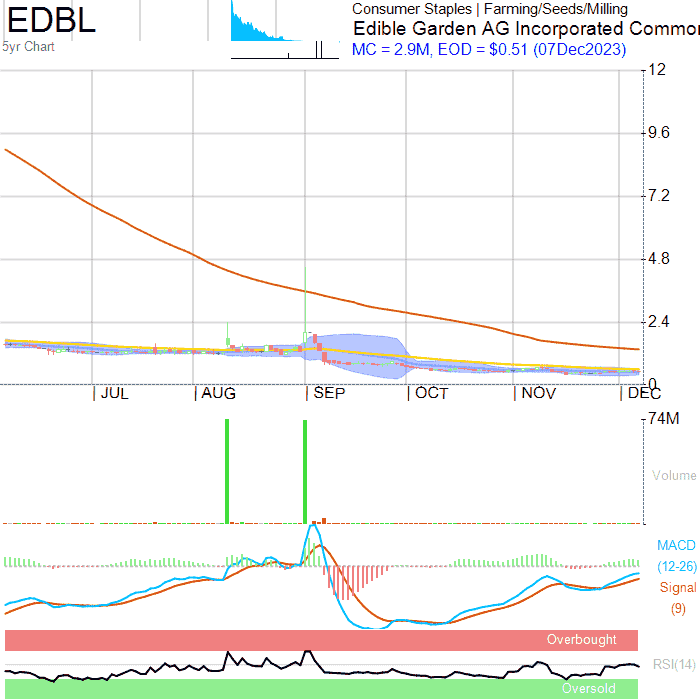 EDBL
5yr Chart
Consumer Staples | Farming/Seeds/Milling
Edible Garden AG Incorporated Commor
MC = 2.9M, EOD = $0.51 (07Dec2023)
12
9.6
7.2
4.8
2.4
0
JUL
AUG
SEP
OCT
NOV
DEC
74M
Volume
MACD
(12-26)
Signal
(9)
Overbought
RSI(14)
Oversold